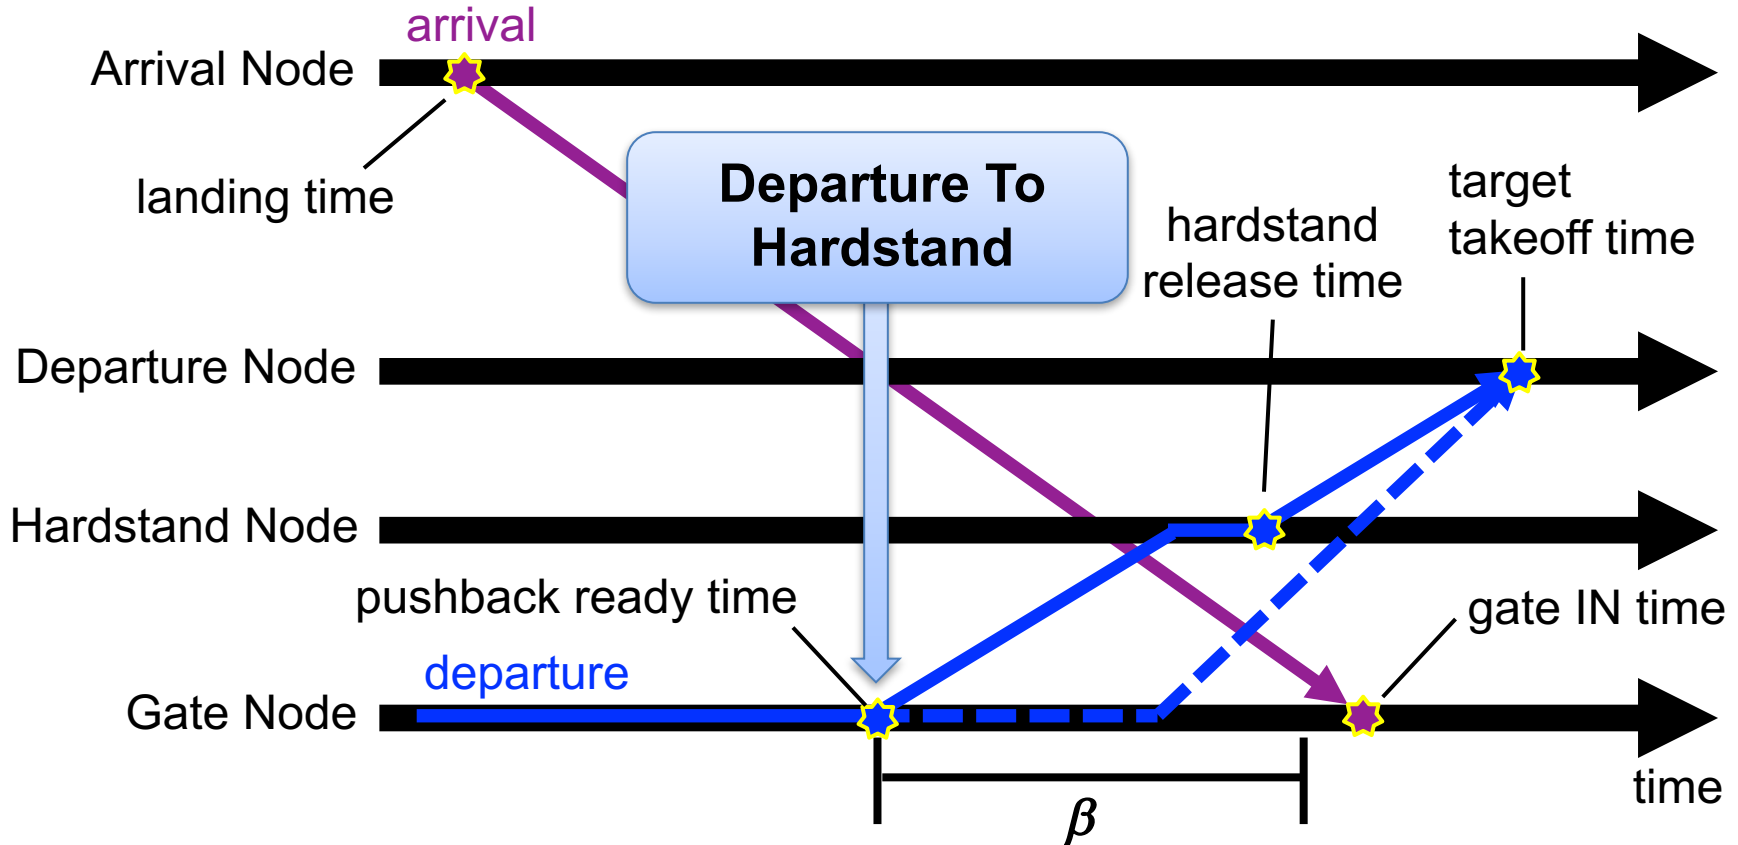 arrival
Arrival Node
landing time
Departure To
Hardstand
target
takeoff time
hardstand
release time
Departure Node
Hardstand Node
pushback ready time
gate IN time
departure
Gate Node
time
β